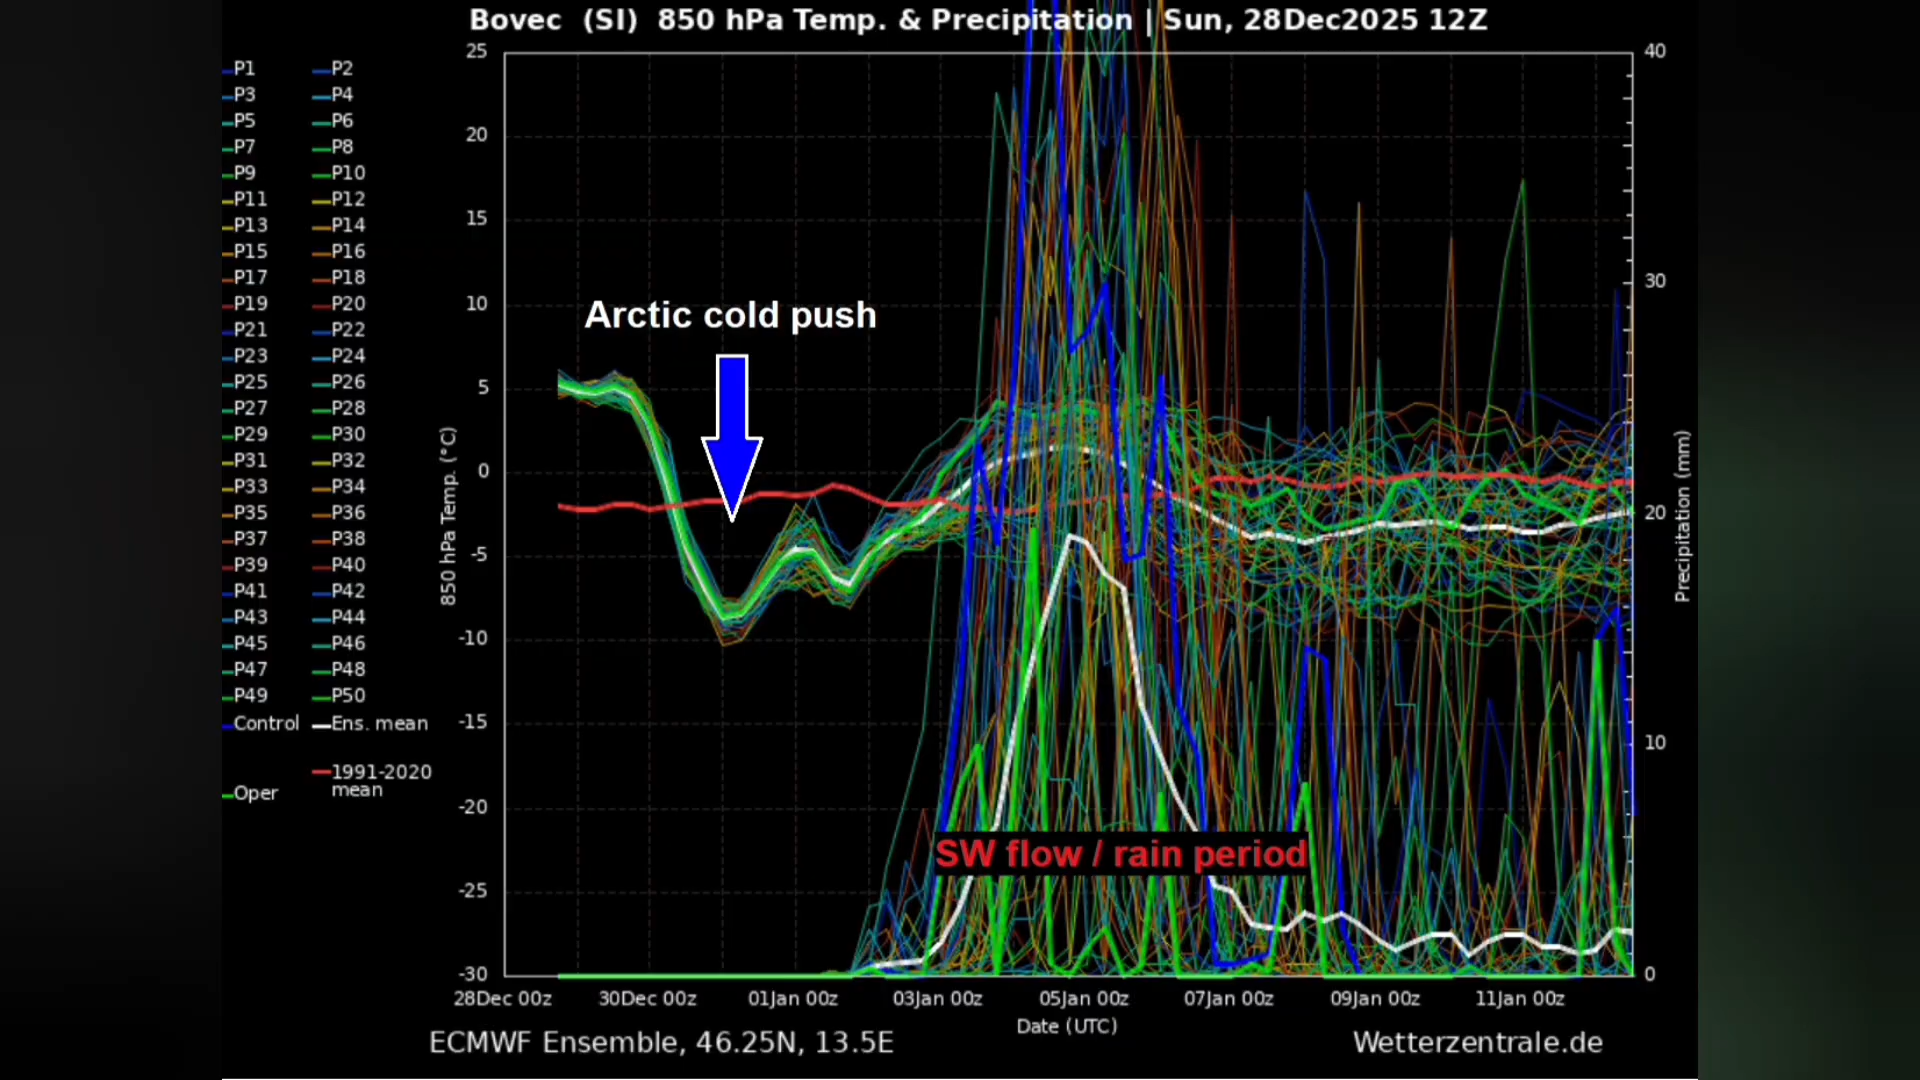 Bovec (SI) 850 hPa Temp. & Precipitation | Sun, 28Dec2025 12Z
P1 P2
P3 P4
P5 P6
P7 P8
P9 P10
P11 P12
P13 P14
P15 P16
P17 P18
P19 P20
P21 P22
P23 P24
P25 P26
P27 P28
P29 P30
P31 P32
P33 P34
P35 P36
P37 P38
P39 P40
P41 P42
P43 P44
P45 P46
P47 P48
P49 P50
Control Ens. mean
1991-2020
mean
Oper
850 hPa Temp. (°C)
25
20
15
10
5
0
-5
-10
-15
-20
-25
-30
Arctic cold push
SW flow / rain period
40
30
20
10
0
Precipitation (mm)
28Dec 00z 30Dec 00z 01Jan 00z 03Jan 00z 05Jan 00z 07Jan 00z 09Jan 00z 11Jan 00z
Date (UTC)
ECMWF Ensemble, 46.25N, 13.5E
Wetterzentrale.de